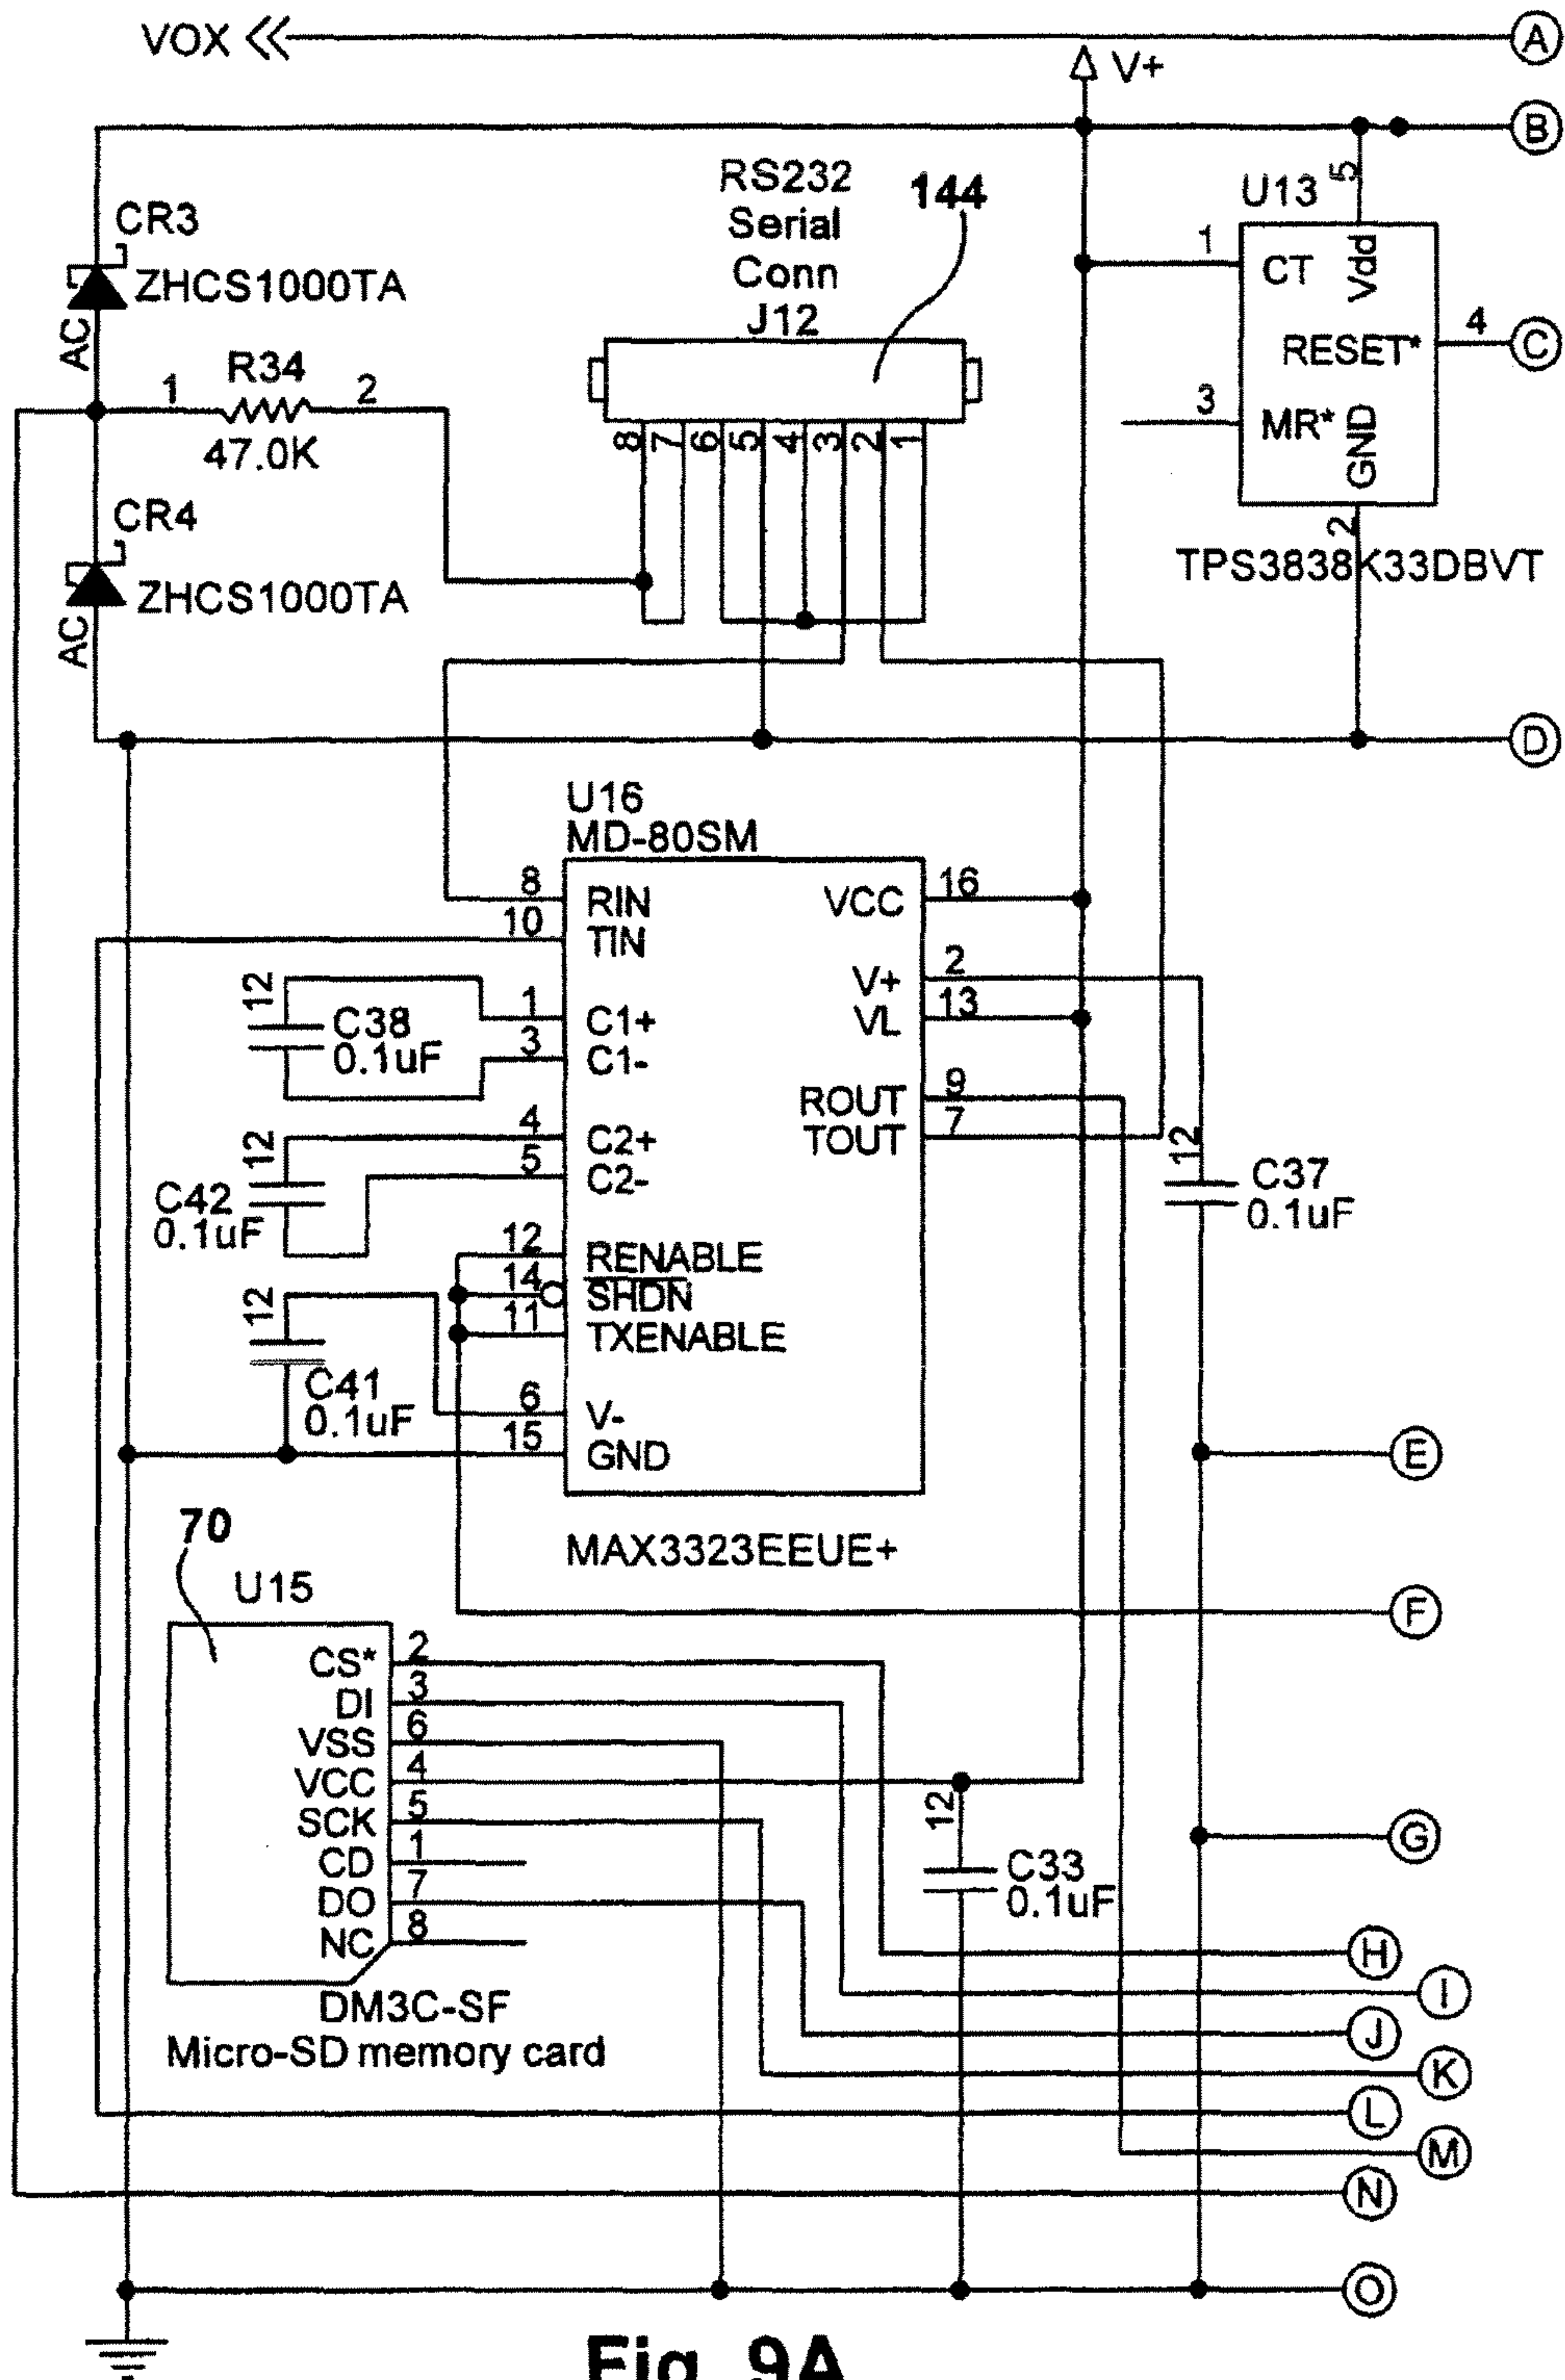 VOX
A
V+
B
RS232
Serial
Conn
J12
144
U13
5
1
CT
Vdd
RESET*
4
C
3
MR*
GND
2
TPS3838K33DBVT
CR3
ZHCS1000TA
AC
R34
1
2
47.0K
8 7 6 5 4 3 2 1
CR4
ZHCS1000TA
AC
D
U16
MD-80SM
8
RIN
VCC
16
10
TIN
V+
2
12
C38
0.1uF
1
C1+
VL
13
3
C1-
ROUT
9
4
C2+
TOUT
7
12
C42
0.1uF
5
C2-
12
C37
0.1uF
12
RENABLE
14
SHDN
11
TXENABLE
12
C41
0.1uF
6
V-
15
GND
E
MAX3323EEUE+
70
U15
F
CS* 2
DI 3
VSS 6
VCC 4
SCK 5
CD 1
DO 7
NC 8
12
C33
0.1uF
G
DM3C-SF
Micro-SD memory card
H
I
J
K
L
M
N
O
Fig. 9A